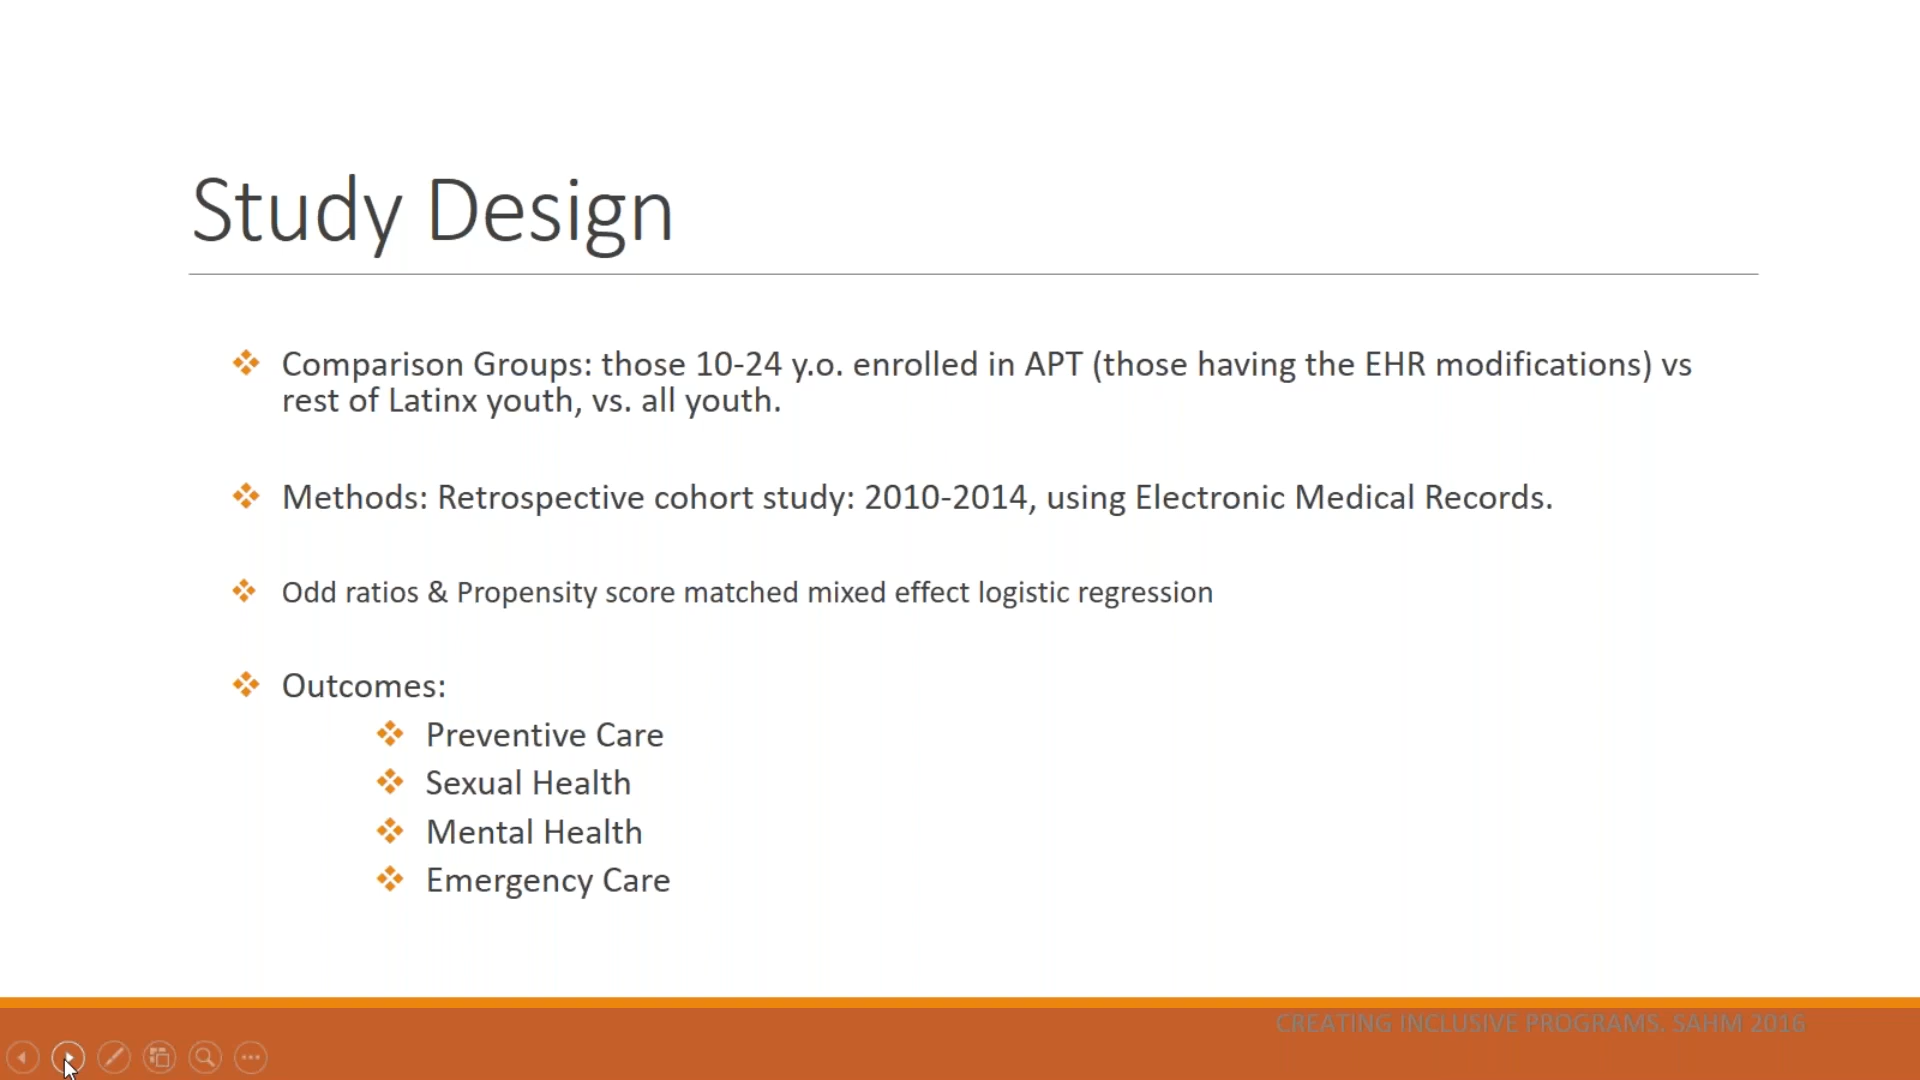 Study Design
Comparison Groups: those 10-24 y.o. enrolled in APT (those having the EHR modifications) vs
rest of Latinx youth, vs. all youth.
Methods: Retrospective cohort study: 2010-2014, using Electronic Medical Records.
Odd ratios & Propensity score matched mixed effect logistic regression
Outcomes:
Preventive Care
Sexual Health
Mental Health
Emergency Care
CREATING INCLUSIVE PROGRAMS. SAHM 2016